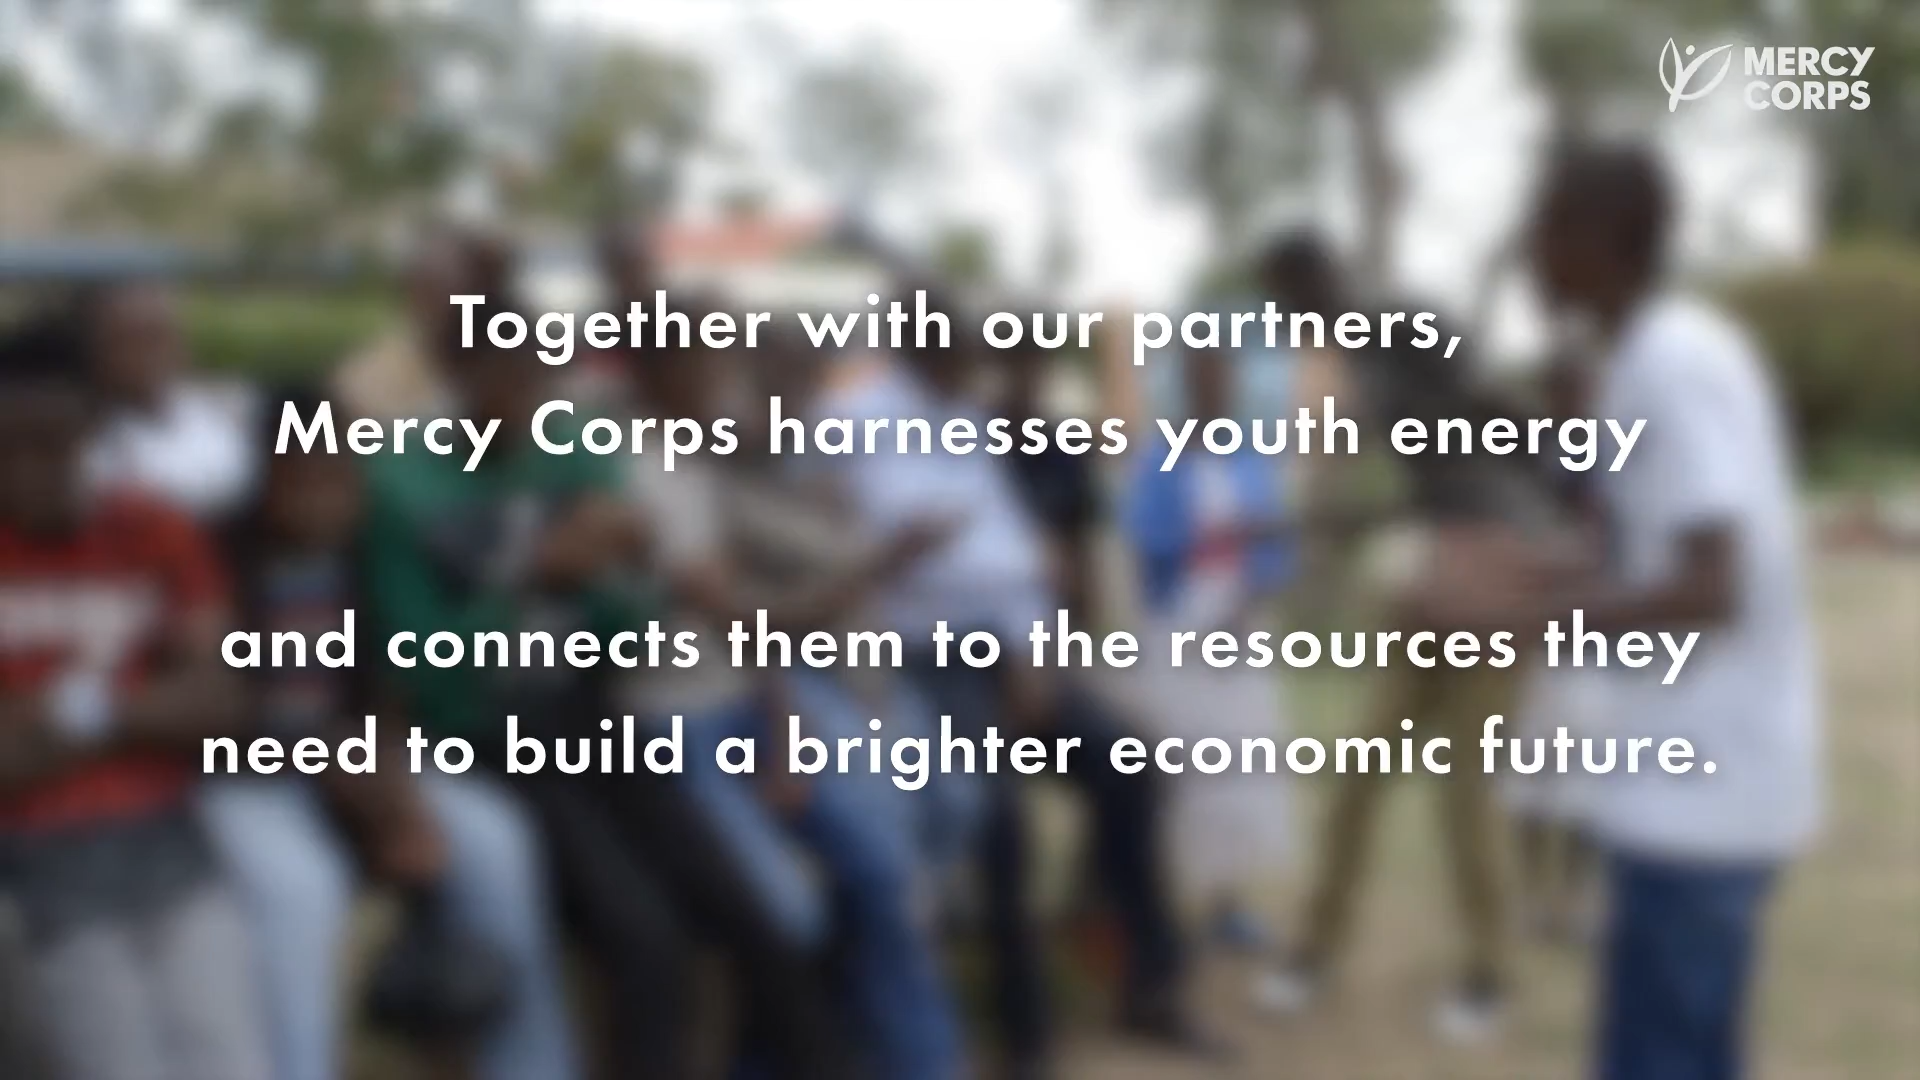 MERCY
CORPS
Together with our partners,
Mercy Corps harnesses youth energy
and connects them to the resources they
need to build a brighter economic future.